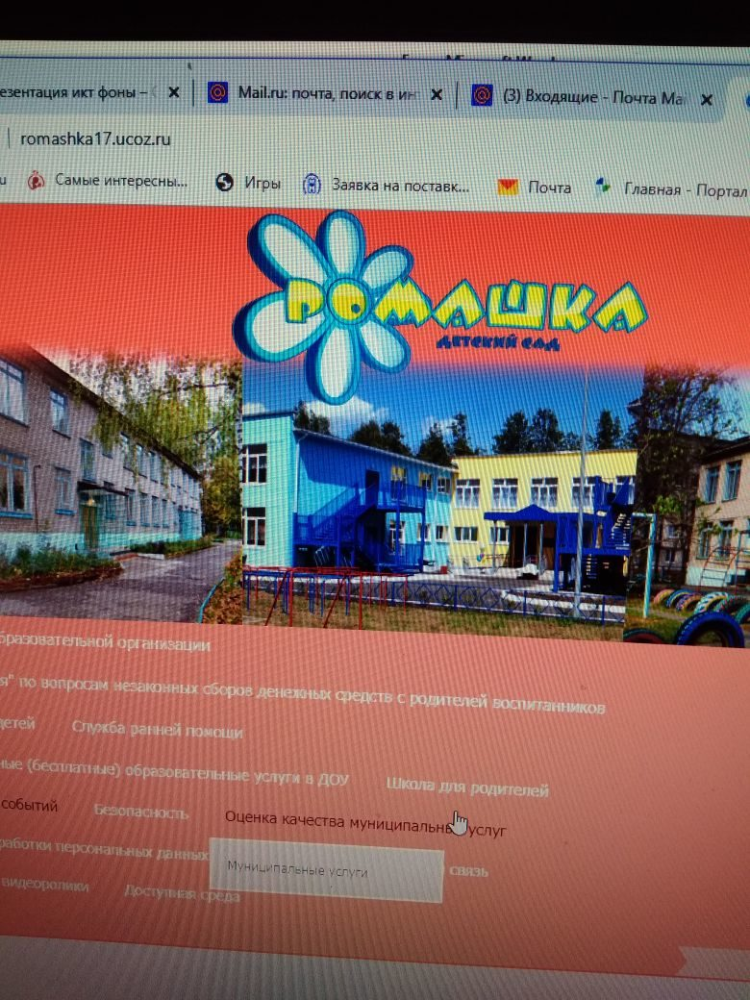 езентация икт фоны –
Mail.ru: почта, поиск в ин
(3) Входящие - Почта Ма
romashka17.ucoz.ru
Самые интересны...
Игры
Заявка на поставк...
Почта
Главная - Портал
РОМАШКА
ДЕТСКИЙ САД
бразовательной организации
я" по вопросам незаконных сборов денежных средств с родителей воспитанников
детей Служба ранней помощи
ные (бесплатные) образовательные услуги в ДОУ Школа для родителей
событий Безопасность Оценка качества муниципальных услуг
работки персональных данных связь
Муниципальные услуги
видеоролики Доступная среда